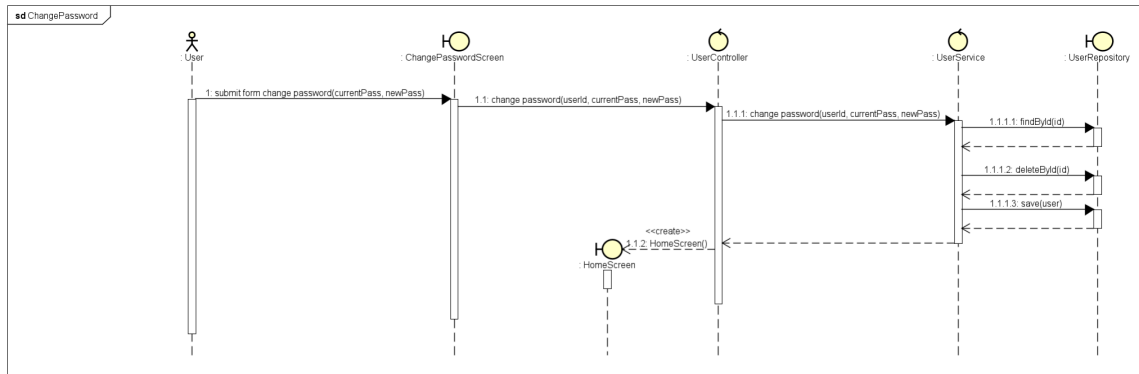 sd ChangePassword
: User
: ChangePasswordScreen
: UserController
: UserService
: UserRepository
1: submit form change password(currentPass, newPass)
1.1: change password(userId, currentPass, newPass)
1.1.1: change password(userId, currentPass, newPass)
1.1.1.1: findById(id)
1.1.1.2: deleteById(id)
1.1.1.3: save(user)
<<create>>
1.1.2: HomeScreen()
: HomeScreen